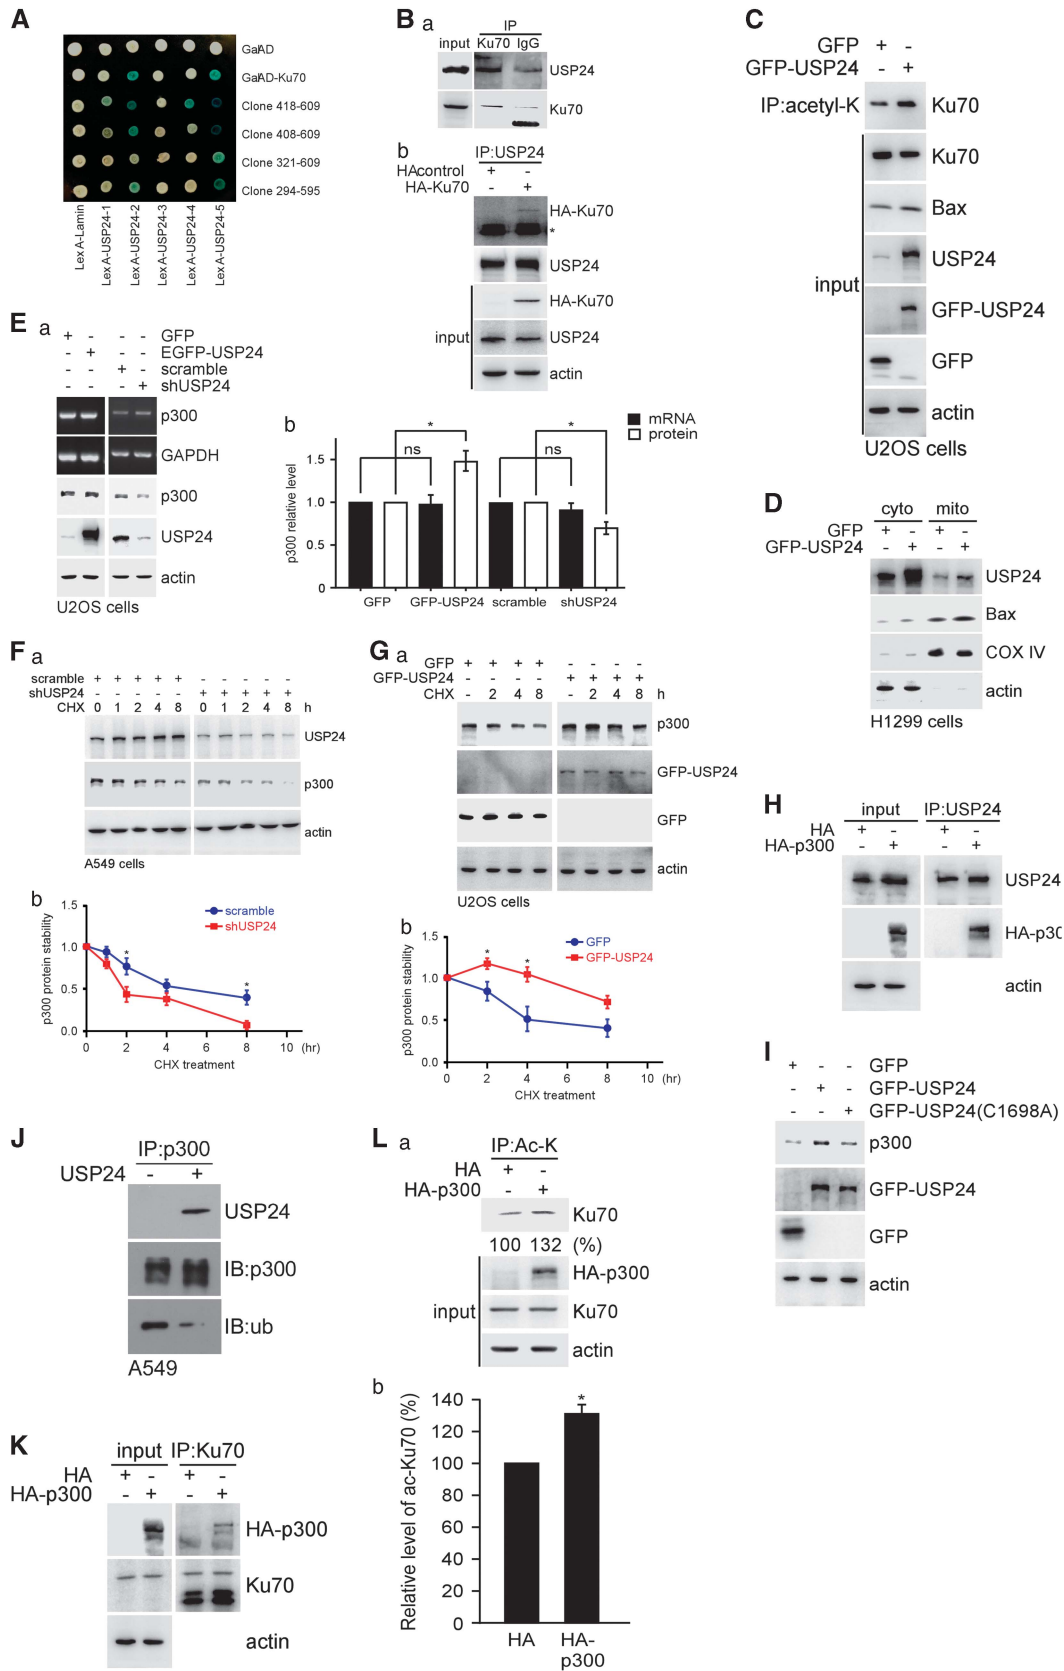 A
GalAD
GalAD-Ku70
Clone 418-609
Clone 408-609
Clone 321-609
Clone 294-595
LexA-Lamin
LexA-USP24-1
LexA-USP24-2
LexA-USP24-3
LexA-USP24-4
LexA-USP24-5
B a
IP
input Ku70 IgG
USP24
Ku70
b
IP:USP24
HAcontrol + -
HA-Ku70 - +
HA-Ku70
*
USP24
HA-Ku70
input USP24
actin
C
GFP + -
GFP-USP24 - +
IP:acetyl-K Ku70
Ku70
Bax
USP24
input
GFP-USP24
GFP
actin
U2OS cells
D
cyto mito
GFP + - + -
GFP-USP24 - + - +
USP24
Bax
COX IV
actin
H1299 cells
E a
+ - - - GFP
- + - - EGFP-USP24
- - + - scramble
- - - + shUSP24
p300
GAPDH
p300
USP24
actin
U2OS cells
b
mRNA
protein
* *
ns ns
p300 relative level
1.5
1.0
0.5
0
GFP GFP-USP24 scramble shUSP24
F a
scramble + + + + + - - - - -
shUSP24 - - - - - + + + + +
CHX 0 1 2 4 8 0 1 2 4 8 h
USP24
p300
actin
A549 cells
b
p300 protein stability
1.5
1.0
0.5
0.0
scramble
shUSP24
* *
0 2 4 6 8 10 (hr)
CHX treatment
G a
+ + + + GFP - - - -
GFP-USP24 - - - - + + + +
CHX 0 2 4 8 0 2 4 8 h
p300
GFP-USP24
GFP
actin
U2OS cells
b
p300 protein stability
1.5
1.0
0.5
0.0
GFP
GFP-USP24
* *
0 2 4 6 8 10 (hr)
CHX treatment
H
input IP:USP24
HA + - + -
HA-p300 - + - +
USP24
HA-p30
actin
I
+ - - GFP
- + - GFP-USP24
- - + GFP-USP24(C1698A)
p300
GFP-USP24
GFP
actin
J
IP:p300
USP24 - +
USP24
IB:p300
IB:ub
A549
K
input IP:Ku70
HA + - + -
HA-p300 - + - +
HA-p300
Ku70
actin
L a
IP:Ac-K
HA + -
HA-p300 - +
Ku70
100 132 (%)
HA-p300
input Ku70
actin
b
Relative level of ac-Ku70 (%)
140
120
100
80
60
40
20
0
*
HA HA-
p300